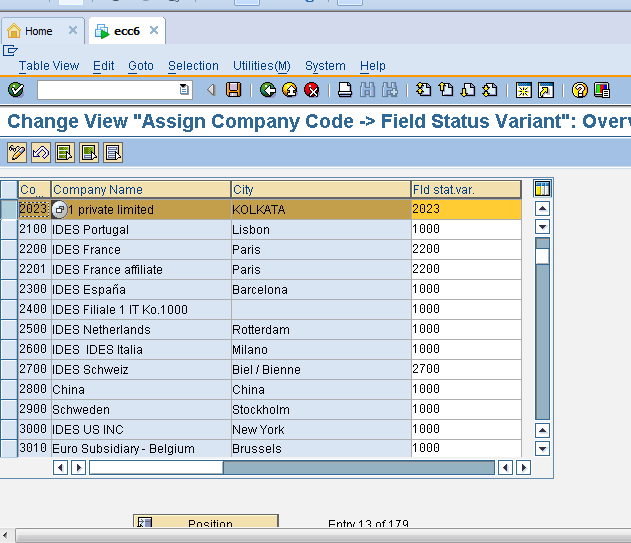 Home ecc6
Table View Edit Goto Selection Utilities(M) System Help
Change View "Assign Company Code -> Field Status Variant": Over
Co... Company Name City Fld stat.var.
2023 1 private limited KOLKATA 2023
2100 IDES Portugal Lisbon 1000
2200 IDES France Paris 2200
2201 IDES France affiliate Paris 2200
2300 IDES España Barcelona 1000
2400 IDES Filiale 1 IT Ko.1000 1000
2500 IDES Netherlands Rotterdam 1000
2600 IDES IDES Italia Milano 1000
2700 IDES Schweiz Biel / Bienne 2700
2800 China China 1000
2900 Schweden Stockholm 1000
3000 IDES US INC New York 1000
3010 Euro Subsidiary - Belgium Brussels 1000
Position... Entry 13 of 179